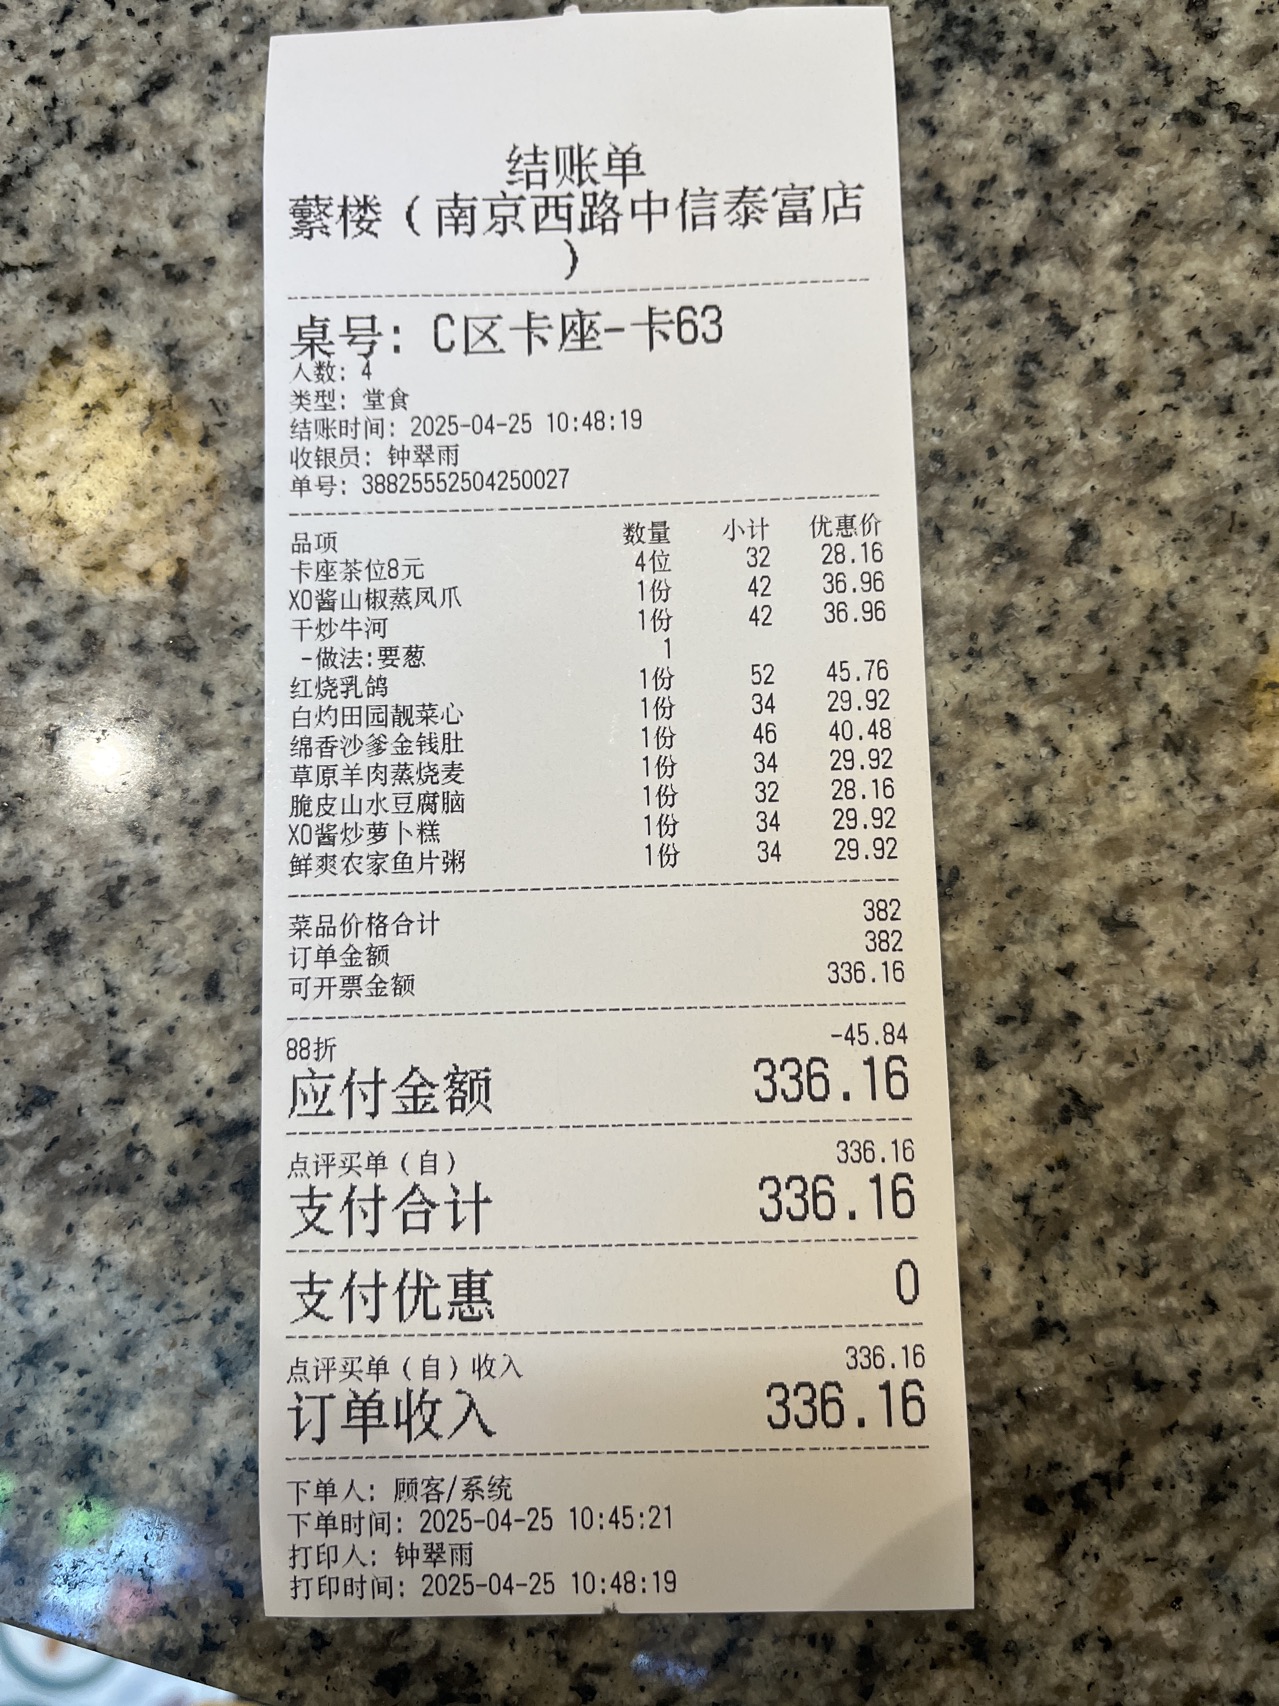 结账单
蘩楼（南京西路中信泰富店
）
桌号: C区卡座-卡63
人数: 4
类型: 堂食
结账时间: 2025-04-25 10:48:19
收银员: 钟翠雨
单号: 38825552504250027
品项 数量 小计 优惠价
卡座茶位8元 4位 32 28.16
XO酱山椒蒸凤爪 1份 42 36.96
干炒牛河 1份 42 36.96
-做法:要葱 1
红烧乳鸽 1份 52 45.76
白灼田园靓菜心 1份 34 29.92
绵香沙爹金钱肚 1份 46 40.48
草原羊肉蒸烧麦 1份 34 29.92
脆皮山水豆腐脑 1份 32 28.16
XO酱炒萝卜糕 1份 34 29.92
鲜爽农家鱼片粥 1份 34 29.92
菜品价格合计 382
订单金额 382
可开票金额 336.16
88折 -45.84
应付金额 336.16
点评买单（自） 336.16
支付合计 336.16
支付优惠 0
点评买单（自）收入 336.16
订单收入 336.16
下单人: 顾客/系统
下单时间: 2025-04-25 10:45:21
打印人: 钟翠雨
打印时间: 2025-04-25 10:48:19